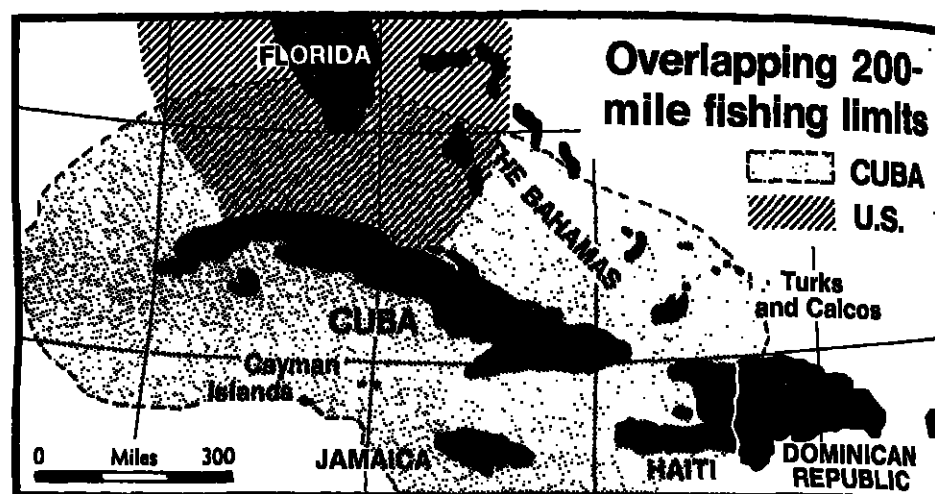 Overlapping 200-
mile fishing limits
CUBA
U.S.
FLORIDA
THE BAHAMAS
Turks
and Calcos
CUBA
Cayman
Islands
0 Miles 300
JAMAICA
HAITI
DOMINICAN
REPUBLIC